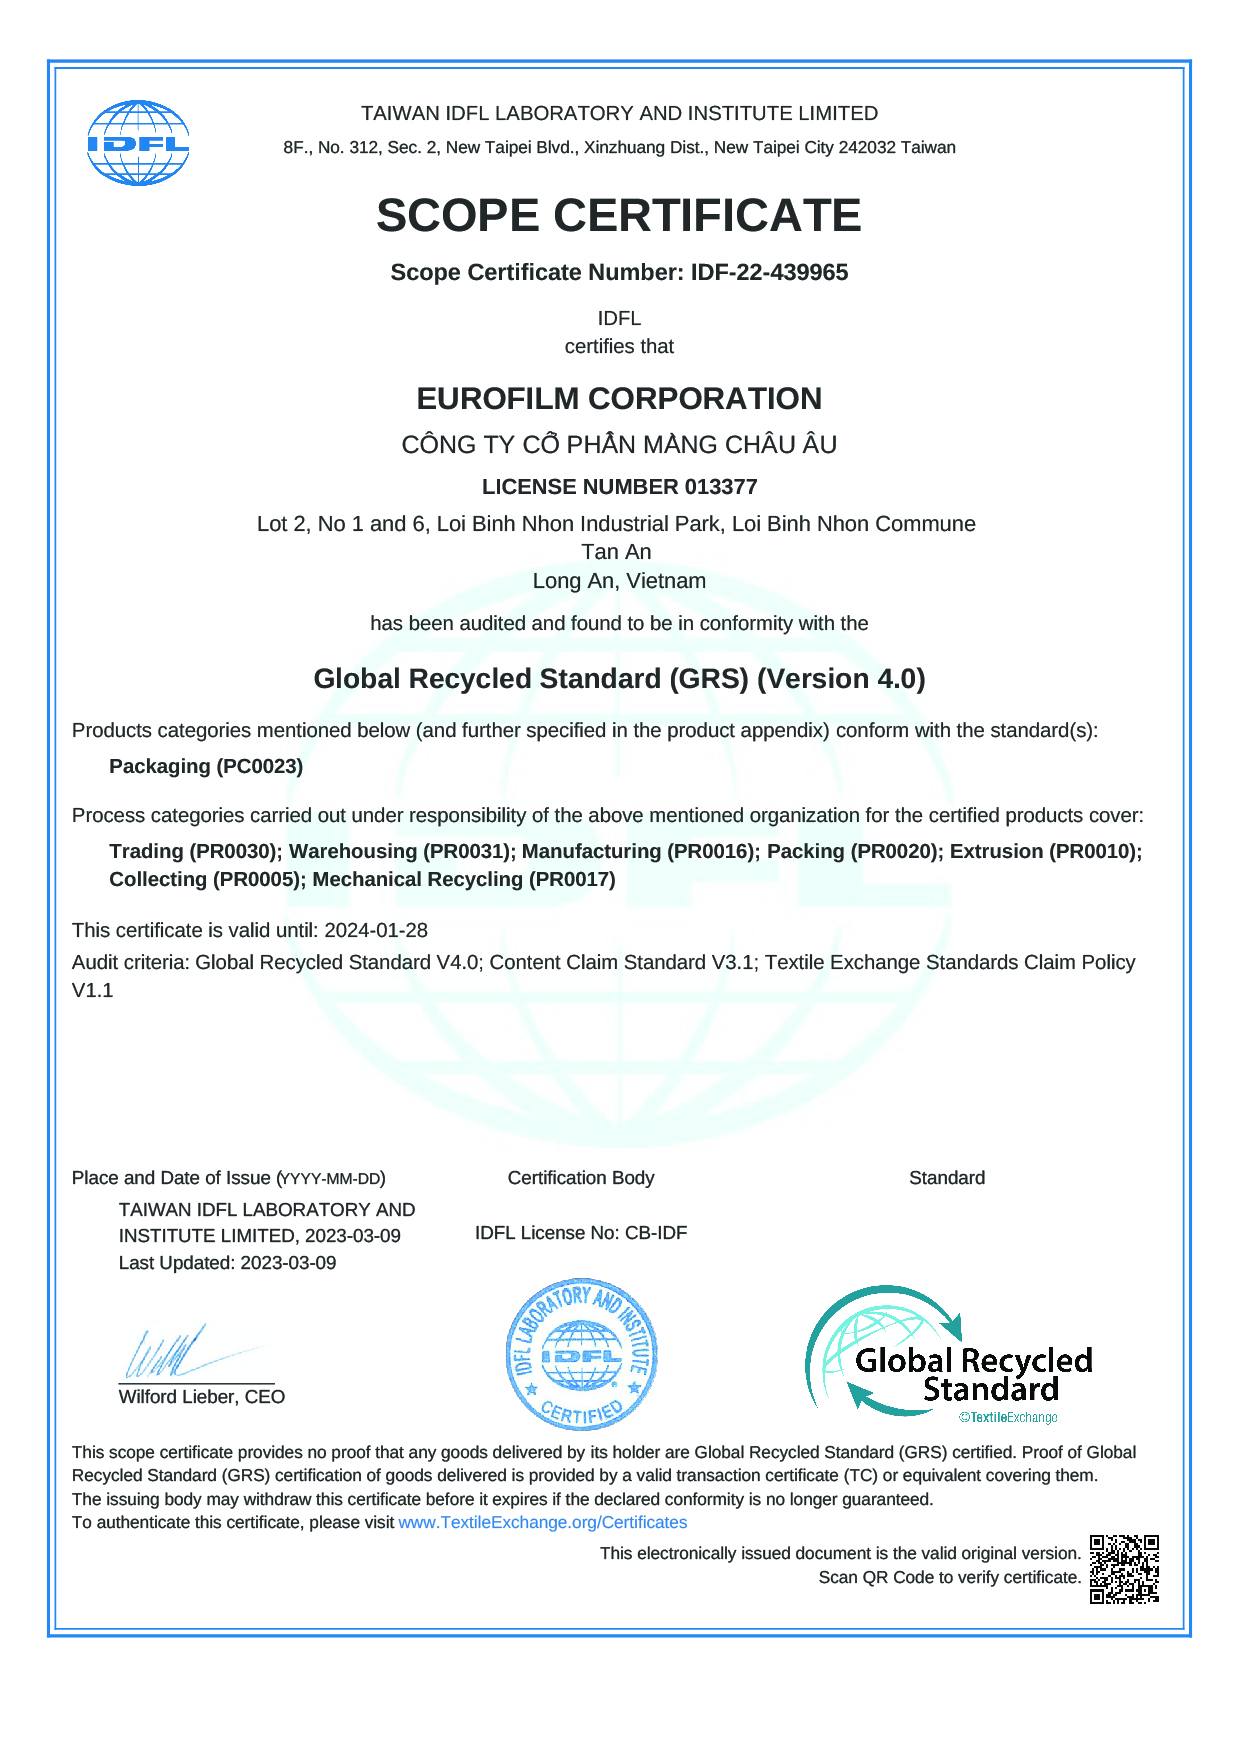 IDFL
TAIWAN IDFL LABORATORY AND INSTITUTE LIMITED
8F., No. 312, Sec. 2, New Taipei Blvd., Xinzhuang Dist., New Taipei City 242032 Taiwan
SCOPE CERTIFICATE
Scope Certificate Number: IDF-22-439965
IDFL
certifies that
EUROFILM CORPORATION
CÔNG TY CỔ PHẦN MÀNG CHÂU ÂU
LICENSE NUMBER 013377
Lot 2, No 1 and 6, Loi Binh Nhon Industrial Park, Loi Binh Nhon Commune
Tan An
Long An, Vietnam
has been audited and found to be in conformity with the
Global Recycled Standard (GRS) (Version 4.0)
Products categories mentioned below (and further specified in the product appendix) conform with the standard(s):
Packaging (PC0023)
Process categories carried out under responsibility of the above mentioned organization for the certified products cover:
Trading (PR0030); Warehousing (PR0031); Manufacturing (PR0016); Packing (PR0020); Extrusion (PR0010);
Collecting (PR0005); Mechanical Recycling (PR0017)
This certificate is valid until: 2024-01-28
Audit criteria: Global Recycled Standard V4.0; Content Claim Standard V3.1; Textile Exchange Standards Claim Policy
V1.1
IDFL
Place and Date of Issue (YYYY-MM-DD)
TAIWAN IDFL LABORATORY AND
INSTITUTE LIMITED, 2023-03-09
Last Updated: 2023-03-09
Wilford Lieber, CEO
Certification Body
IDFL License No: CB-IDF
IDFL LABORATORY AND INSTITUTE
IDFL
CERTIFIED
Standard
Global Recycled
Standard
©TextileExchange
This scope certificate provides no proof that any goods delivered by its holder are Global Recycled Standard (GRS) certified. Proof of Global
Recycled Standard (GRS) certification of goods delivered is provided by a valid transaction certificate (TC) or equivalent covering them.
The issuing body may withdraw this certificate before it expires if the declared conformity is no longer guaranteed.
To authenticate this certificate, please visit www.TextileExchange.org/Certificates
This electronically issued document is the valid original version.
Scan QR Code to verify certificate.